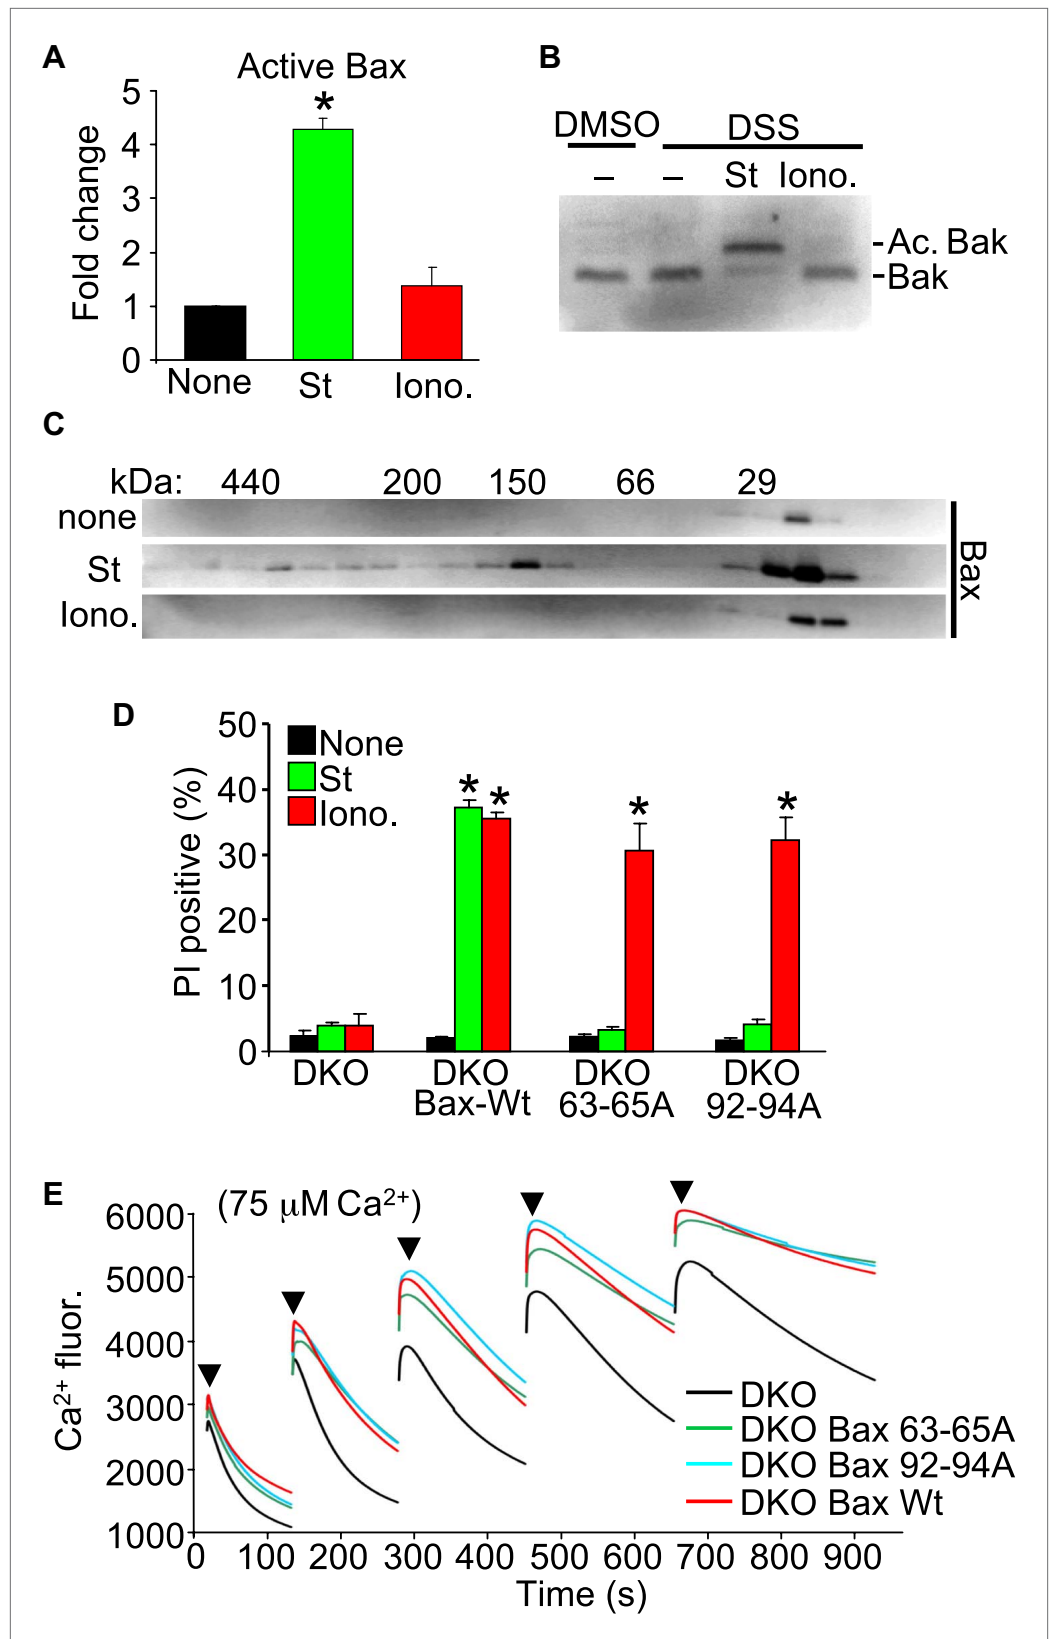 A
Active Bax
*
5
4
3
2
1
0
Fold change
None St Iono.
B
DMSO DSS
– – St Iono.
-Ac. Bak
-Bak
C
kDa: 440 200 150 66 29
none
St
Iono.
Bax
D
50
40
30
20
10
0
PI positive (%)
None
St
Iono.
* * * *
DKO DKO DKO DKO
Bax-Wt 63-65A 92-94A
E
(75 μM Ca²⁺)
6000
5000
4000
3000
2000
1000
Ca²⁺ fluor.
DKO
DKO Bax 63-65A
DKO Bax 92-94A
DKO Bax Wt
0 100 200 300 400 500 600 700 800 900
Time (s)